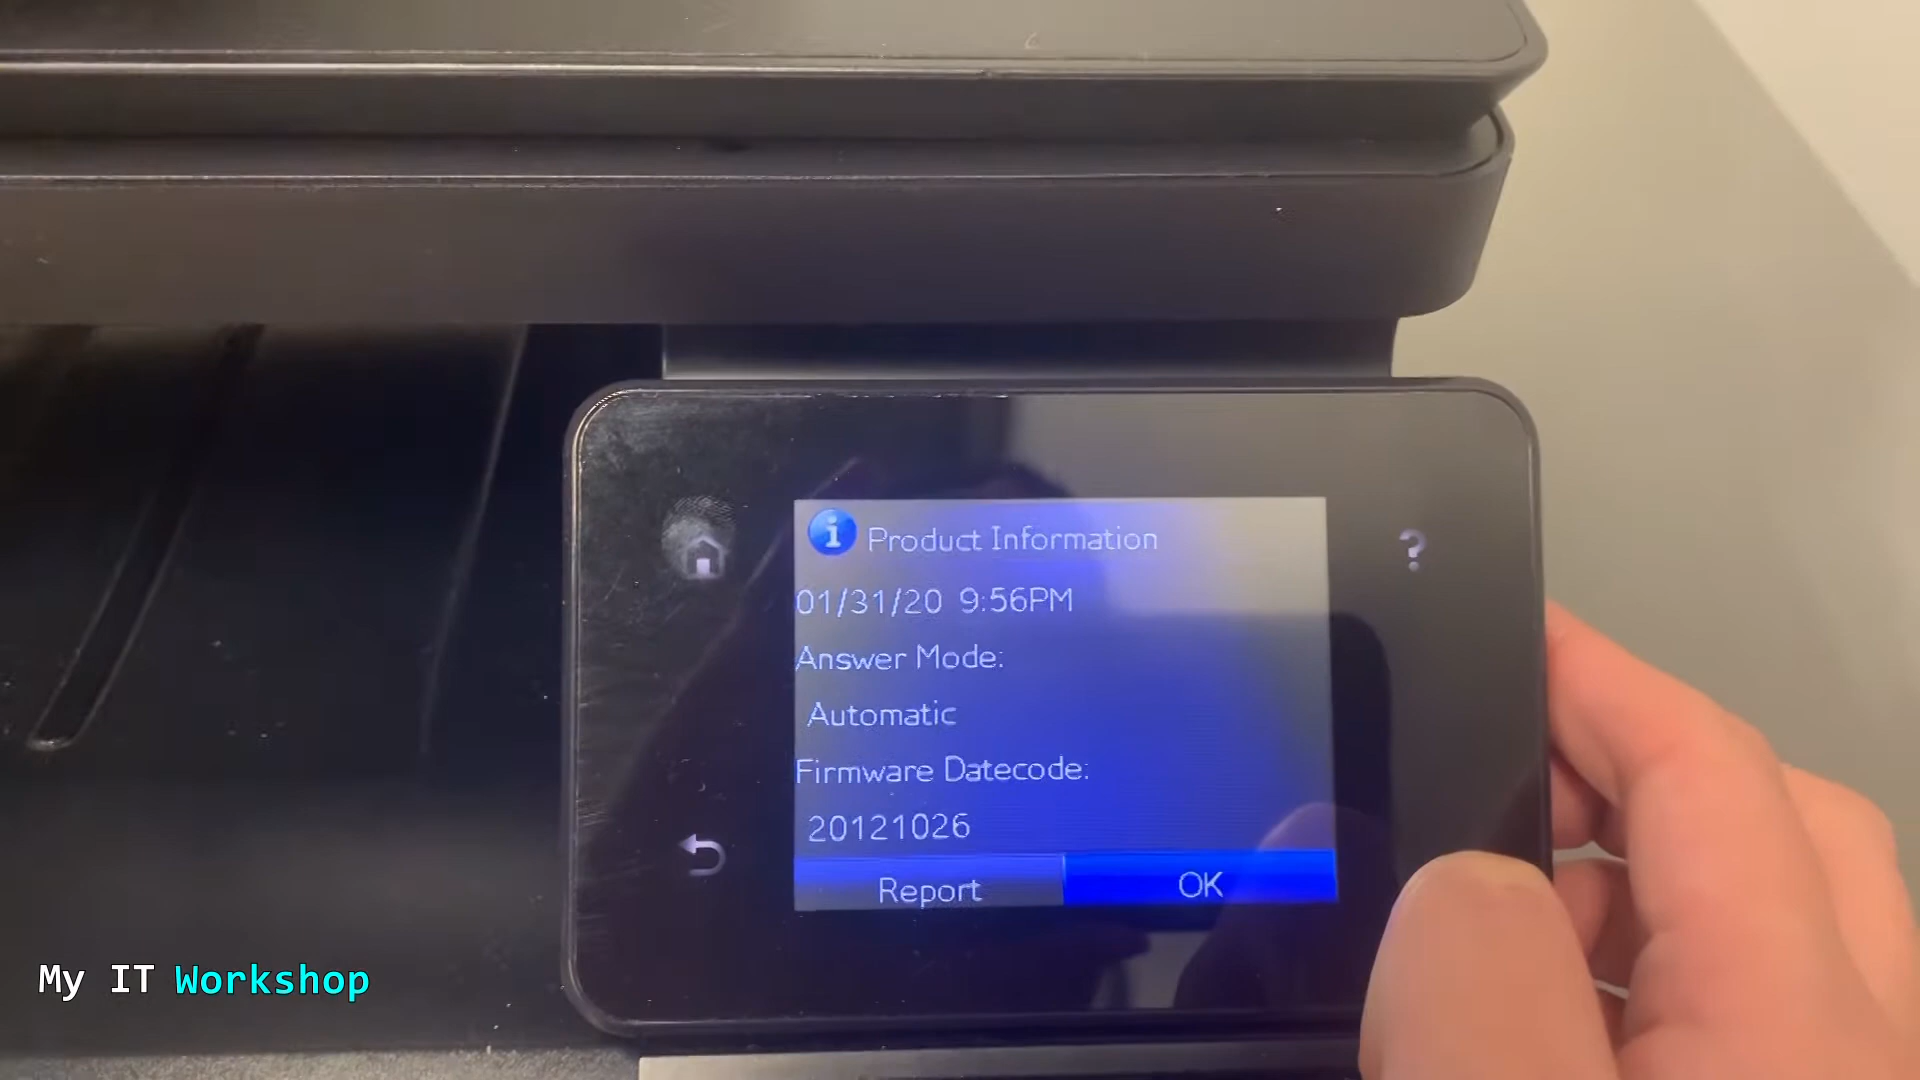 Product Information
01/31/20 9:56PM
Answer Mode:
Automatic
Firmware Datecode:
20121026
Report
OK
My IT Workshop